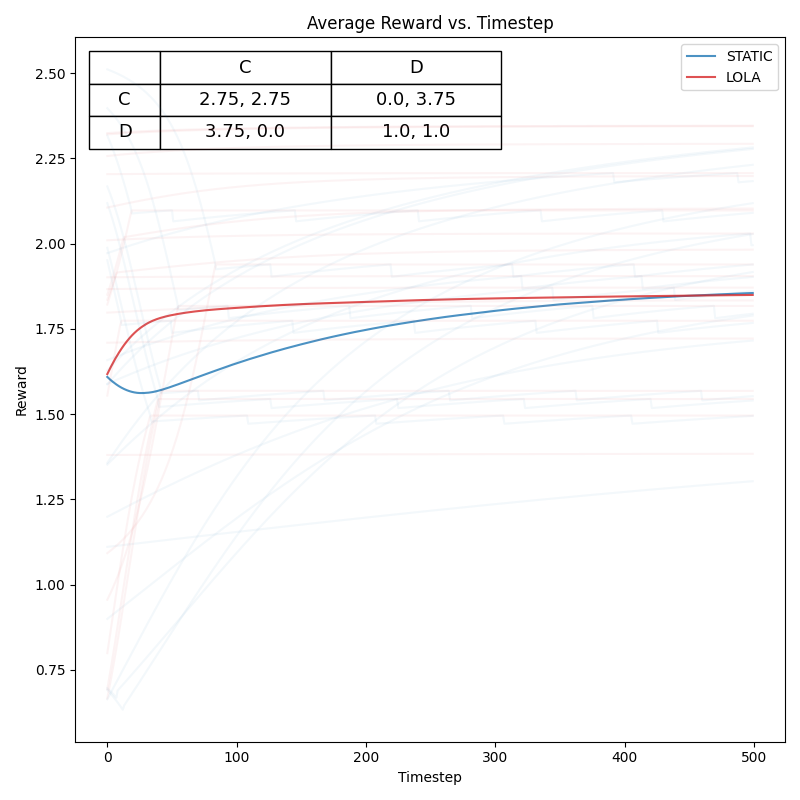 Average Reward vs. Timestep
C D
C 2.75, 2.75 0.0, 3.75
D 3.75, 0.0 1.0, 1.0
STATIC
LOLA
2.50
2.25
2.00
1.75
1.50
1.25
1.00
0.75
Reward
0 100 200 300 400 500
Timestep